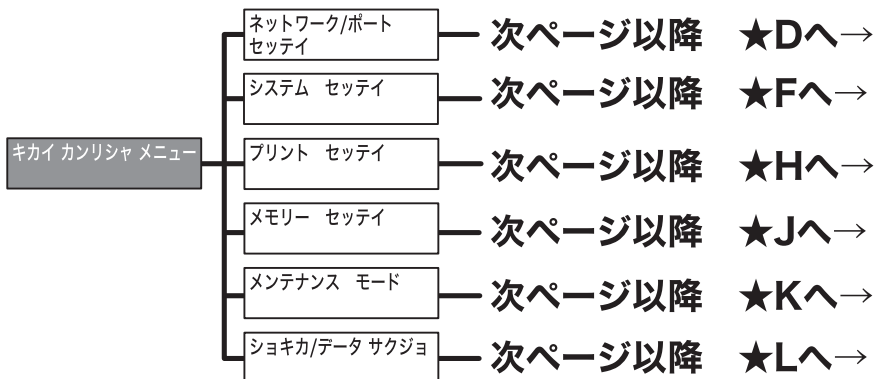 ネットワーク/ポート
セッテイ
次ページ以降　★Dへ→
システム　セッテイ
次ページ以降　★Fへ→
キカイ カンリシャ メニュー
プリント　セッテイ
次ページ以降　★Hへ→
メモリー　セッテイ
次ページ以降　★Jへ→
メンテナンス　モード
次ページ以降　★Kへ→
ショキカ/データ サクジョ
次ページ以降　★Lへ→